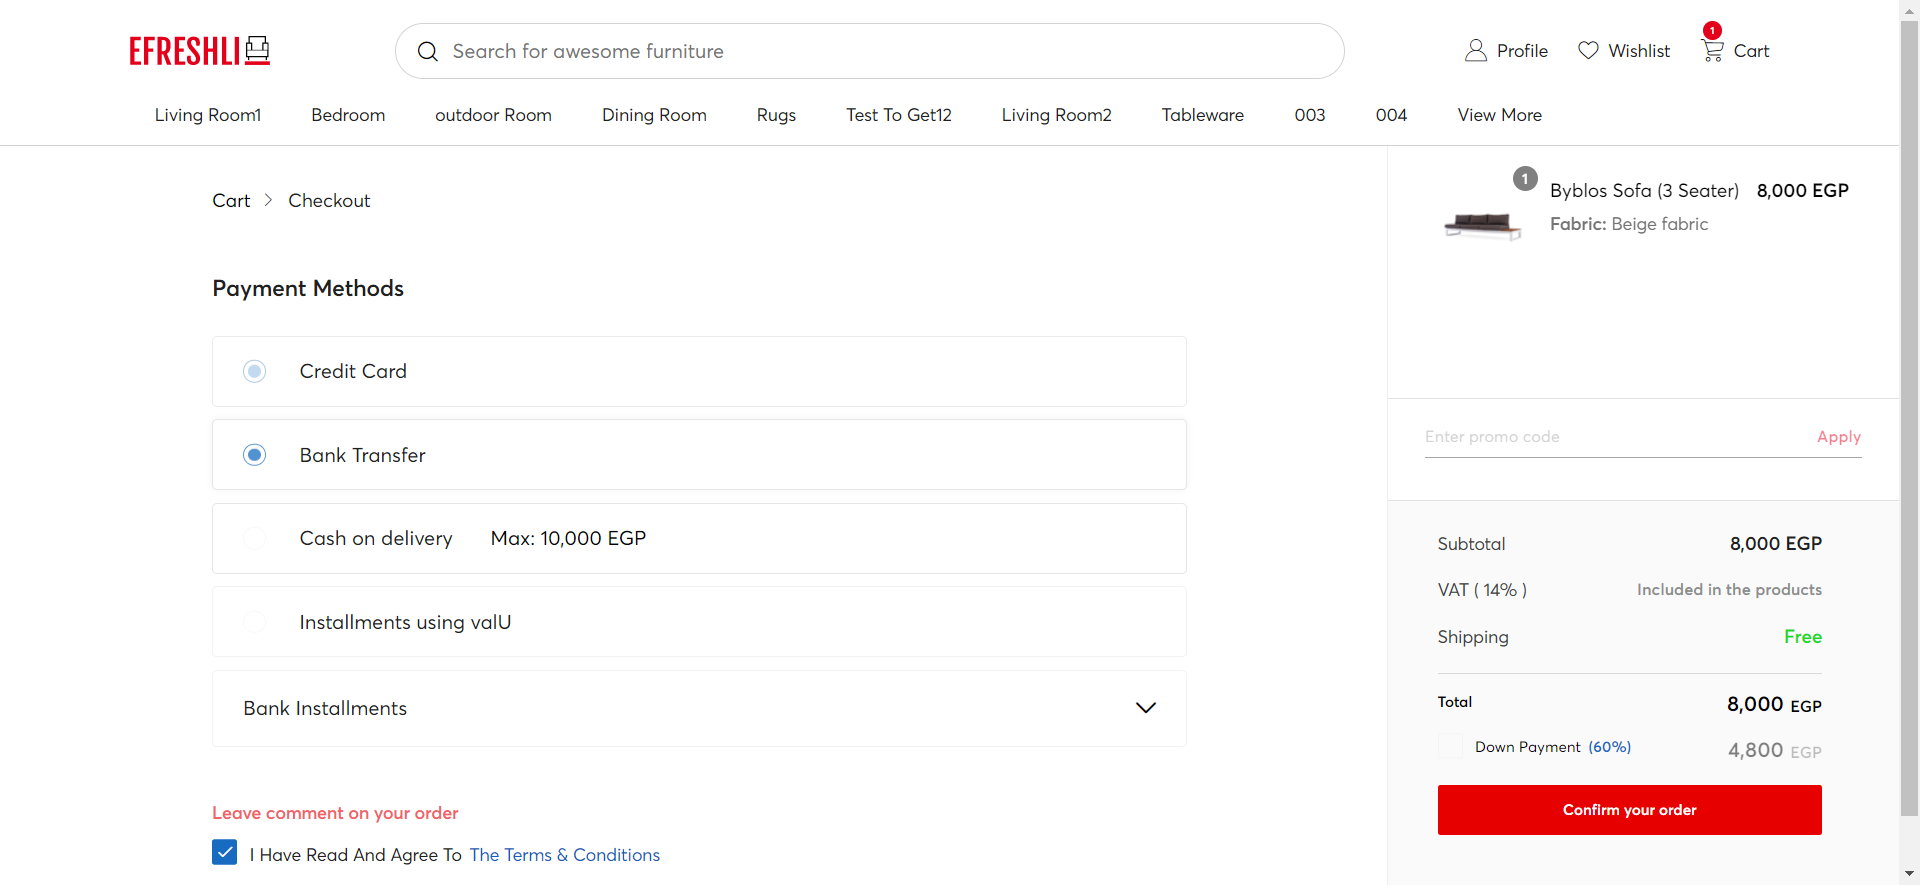 EFRESHLI
Search for awesome furniture
Profile
Wishlist
1
Cart
Living Room1
Bedroom
outdoor Room
Dining Room
Rugs
Test To Get12
Living Room2
Tableware
003
004
View More
Cart
Checkout
Payment Methods
Credit Card
Bank Transfer
Cash on delivery Max: 10,000 EGP
Installments using valU
Bank Installments
Leave comment on your order
I Have Read And Agree To The Terms & Conditions
1
Byblos Sofa (3 Seater) 8,000 EGP
Fabric: Beige fabric
Enter promo code Apply
Subtotal 8,000 EGP
VAT ( 14% ) Included in the products
Shipping Free
Total 8,000 EGP
Down Payment (60%) 4,800 EGP
Confirm your order